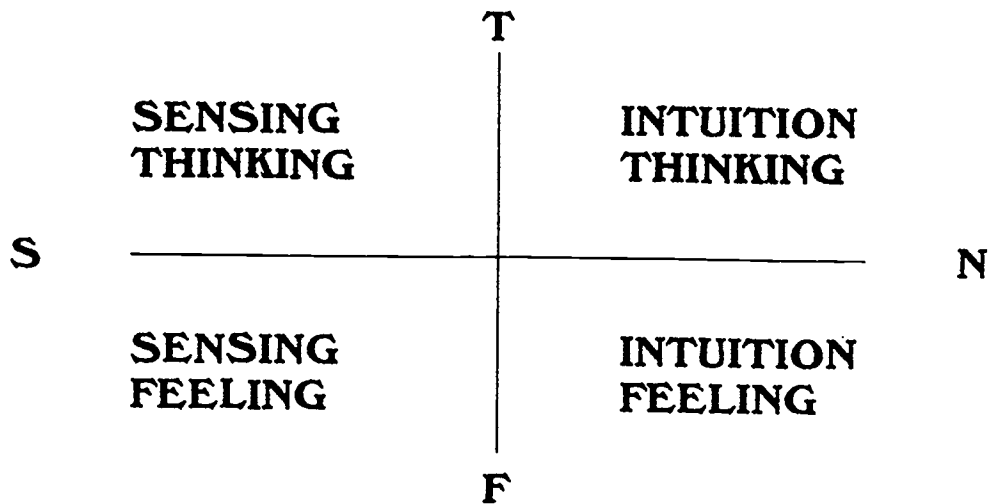 T
SENSING
THINKING
INTUITION
THINKING
S
N
SENSING
FEELING
INTUITION
FEELING
F